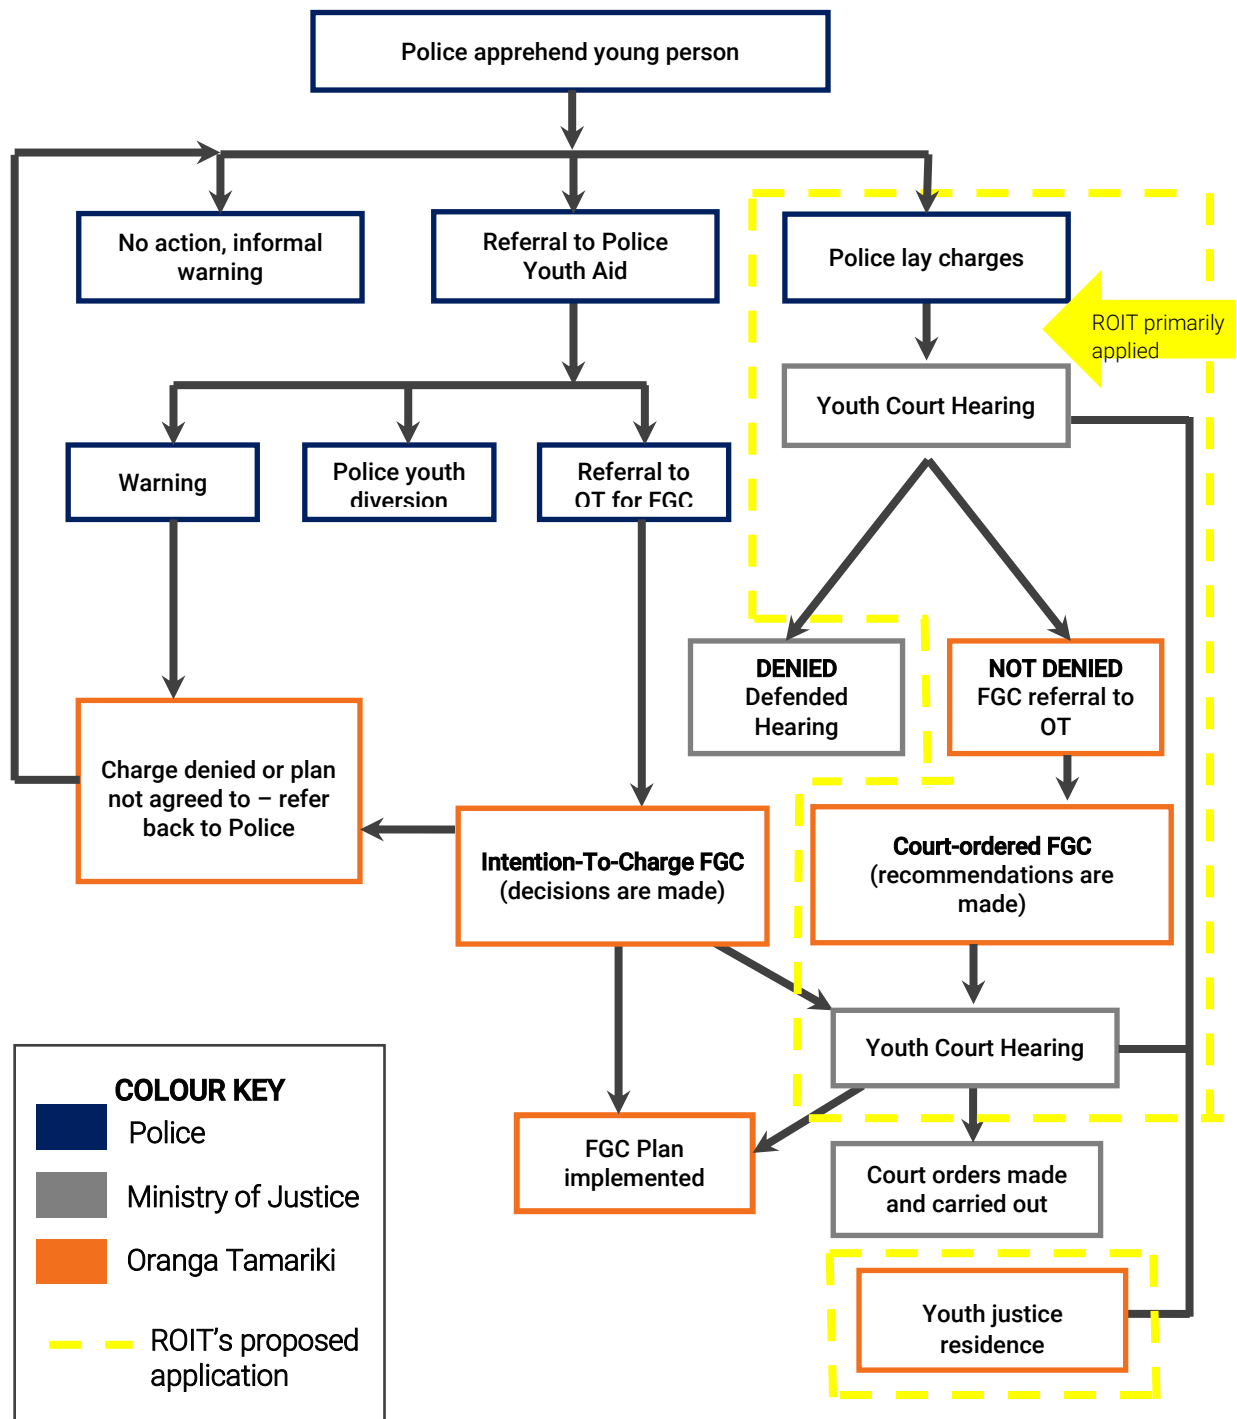 Police apprehend young person
No action, informal
warning
Referral to Police
Youth Aid
Police lay charges
ROIT primarily
applied
Youth Court Hearing
Warning
Police youth
diversion
Referral to
OT for FGC
DENIED
Defended
Hearing
NOT DENIED
FGC referral to
OT
Charge denied or plan
not agreed to – refer
back to Police
Intention-To-Charge FGC
(decisions are made)
Court-ordered FGC
(recommendations are
made)
Youth Court Hearing
FGC Plan
implemented
Court orders made
and carried out
Youth justice
residence
COLOUR KEY
Police
Ministry of Justice
Oranga Tamariki
ROIT's proposed
application